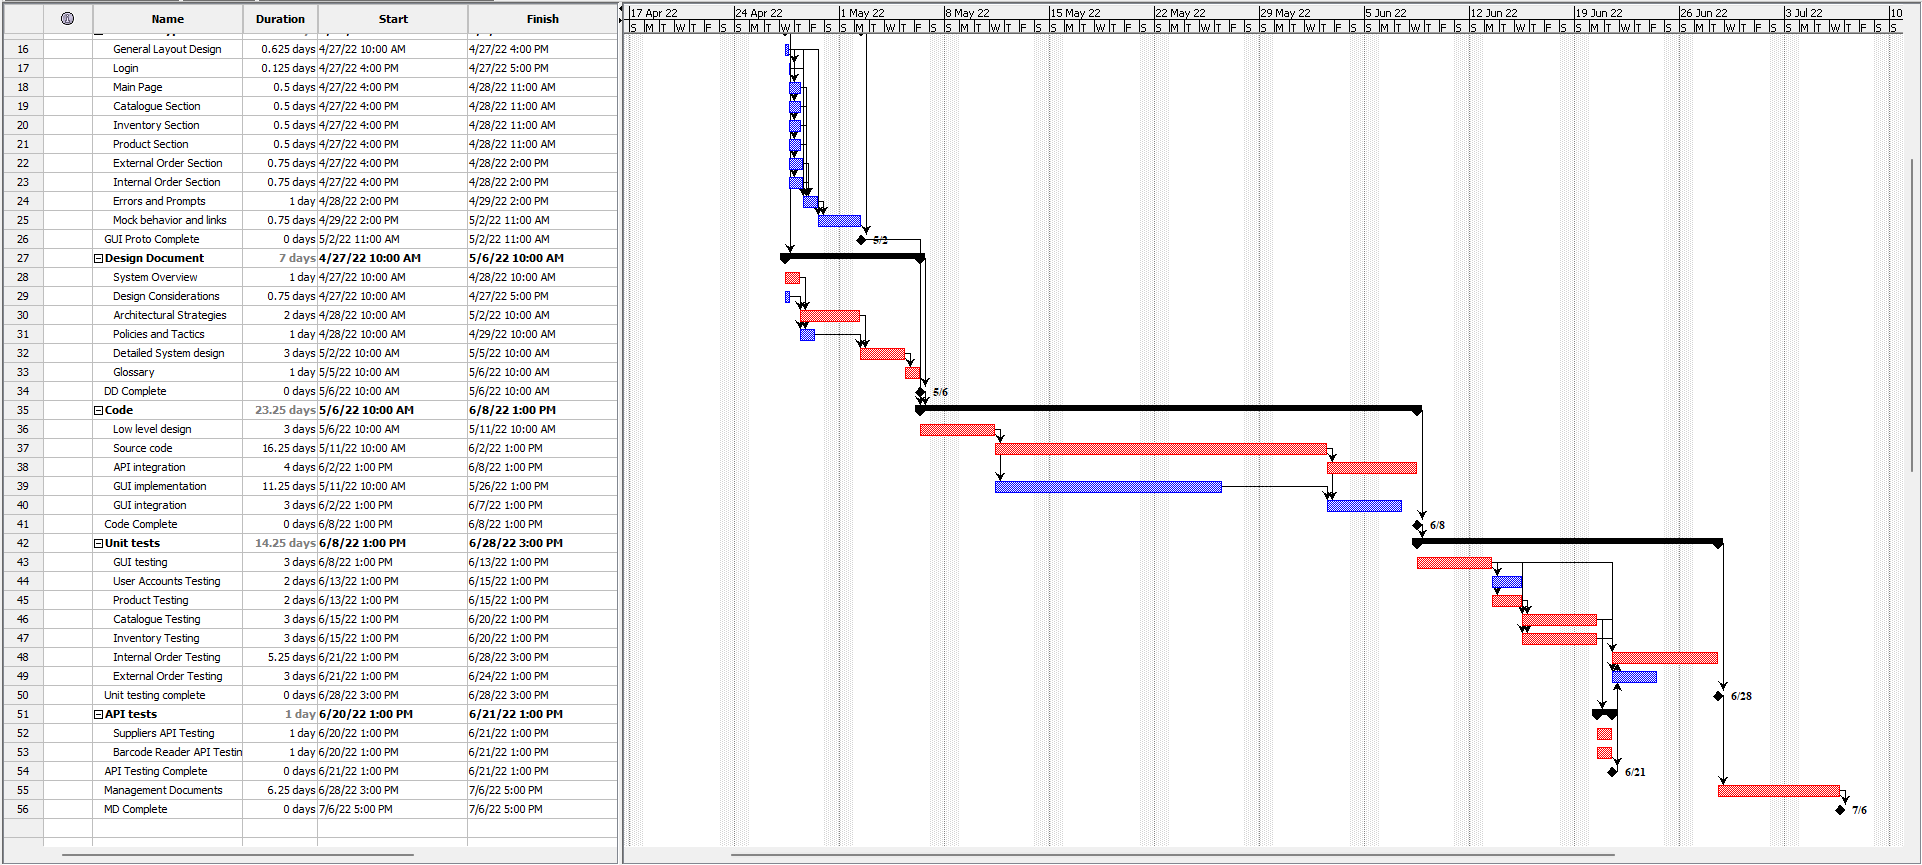 Name Duration Start Finish
16 General Layout Design 0.625 days 4/27/22 10:00 AM 4/27/22 4:00 PM
17 Login 0.125 days 4/27/22 4:00 PM 4/27/22 5:00 PM
18 Main Page 0.5 days 4/27/22 4:00 PM 4/28/22 11:00 AM
19 Catalogue Section 0.5 days 4/27/22 4:00 PM 4/28/22 11:00 AM
20 Inventory Section 0.5 days 4/27/22 4:00 PM 4/28/22 11:00 AM
21 Product Section 0.5 days 4/27/22 4:00 PM 4/28/22 11:00 AM
22 External Order Section 0.75 days 4/27/22 4:00 PM 4/28/22 2:00 PM
23 Internal Order Section 0.75 days 4/27/22 4:00 PM 4/28/22 2:00 PM
24 Errors and Prompts 1 day 4/28/22 2:00 PM 4/29/22 2:00 PM
25 Mock behavior and links 0.75 days 4/29/22 2:00 PM 5/2/22 11:00 AM
26 GUI Proto Complete 0 days 5/2/22 11:00 AM 5/2/22 11:00 AM
27 Design Document 7 days 4/27/22 10:00 AM 5/6/22 10:00 AM
28 System Overview 1 day 4/27/22 10:00 AM 4/28/22 10:00 AM
29 Design Considerations 0.75 days 4/27/22 10:00 AM 4/27/22 5:00 PM
30 Architectural Strategies 2 days 4/28/22 10:00 AM 5/2/22 10:00 AM
31 Policies and Tactics 1 day 4/28/22 10:00 AM 4/29/22 10:00 AM
32 Detailed System design 3 days 5/2/22 10:00 AM 5/5/22 10:00 AM
33 Glossary 1 day 5/5/22 10:00 AM 5/6/22 10:00 AM
34 DD Complete 0 days 5/6/22 10:00 AM 5/6/22 10:00 AM
35 Code 23.25 days 5/6/22 10:00 AM 6/8/22 1:00 PM
36 Low level design 3 days 5/6/22 10:00 AM 5/11/22 10:00 AM
37 Source code 16.25 days 5/11/22 10:00 AM 6/2/22 1:00 PM
38 API integration 4 days 6/2/22 1:00 PM 6/8/22 1:00 PM
39 GUI implementation 11.25 days 5/11/22 10:00 AM 5/26/22 1:00 PM
40 GUI integration 3 days 6/2/22 1:00 PM 6/7/22 1:00 PM
41 Code Complete 0 days 6/8/22 1:00 PM 6/8/22 1:00 PM
42 Unit tests 14.25 days 6/8/22 1:00 PM 6/28/22 3:00 PM
43 GUI testing 3 days 6/8/22 1:00 PM 6/13/22 1:00 PM
44 User Accounts Testing 2 days 6/13/22 1:00 PM 6/15/22 1:00 PM
45 Product Testing 2 days 6/13/22 1:00 PM 6/15/22 1:00 PM
46 Catalogue Testing 3 days 6/15/22 1:00 PM 6/20/22 1:00 PM
47 Inventory Testing 3 days 6/15/22 1:00 PM 6/20/22 1:00 PM
48 Internal Order Testing 5.25 days 6/21/22 1:00 PM 6/28/22 3:00 PM
49 External Order Testing 3 days 6/21/22 1:00 PM 6/24/22 1:00 PM
50 Unit testing complete 0 days 6/28/22 3:00 PM 6/28/22 3:00 PM
51 API tests 1 day 6/20/22 1:00 PM 6/21/22 1:00 PM
52 Suppliers API Testing 1 day 6/20/22 1:00 PM 6/21/22 1:00 PM
53 Barcode Reader API Testin 1 day 6/20/22 1:00 PM 6/21/22 1:00 PM
54 API Testing Complete 0 days 6/21/22 1:00 PM 6/21/22 1:00 PM
55 Management Documents 6.25 days 6/28/22 3:00 PM 7/6/22 5:00 PM
56 MD Complete 0 days 7/6/22 5:00 PM 7/6/22 5:00 PM
17 Apr 22 24 Apr 22 1 May 22 8 May 22 15 May 22 22 May 22 29 May 22 5 Jun 22 12 Jun 22 19 Jun 22 26 Jun 22 3 Jul 22 10
S M T W T F S S M T W T F S S M T W T F S S M T W T F S S M T W T F S S M T W T F S S M T W T F S S M T W T F S S M T W T F S S M T W T F S S M T W T F S S M T W T F S S
5/2
5/6
6/8
6/28
6/21
7/6